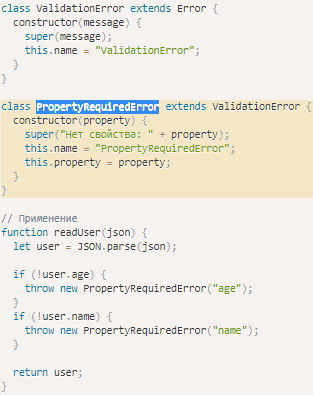 class ValidationError extends Error {
  constructor(message) {
    super(message);
    this.name = "ValidationError";
  }
}

class PropertyRequiredError extends ValidationError {
  constructor(property) {
    super("Нет свойства: " + property);
    this.name = "PropertyRequiredError";
    this.property = property;
  }
}

// Применение
function readUser(json) {
  let user = JSON.parse(json);

  if (!user.age) {
    throw new PropertyRequiredError("age");
  }
  if (!user.name) {
    throw new PropertyRequiredError("name");
  }

  return user;
}